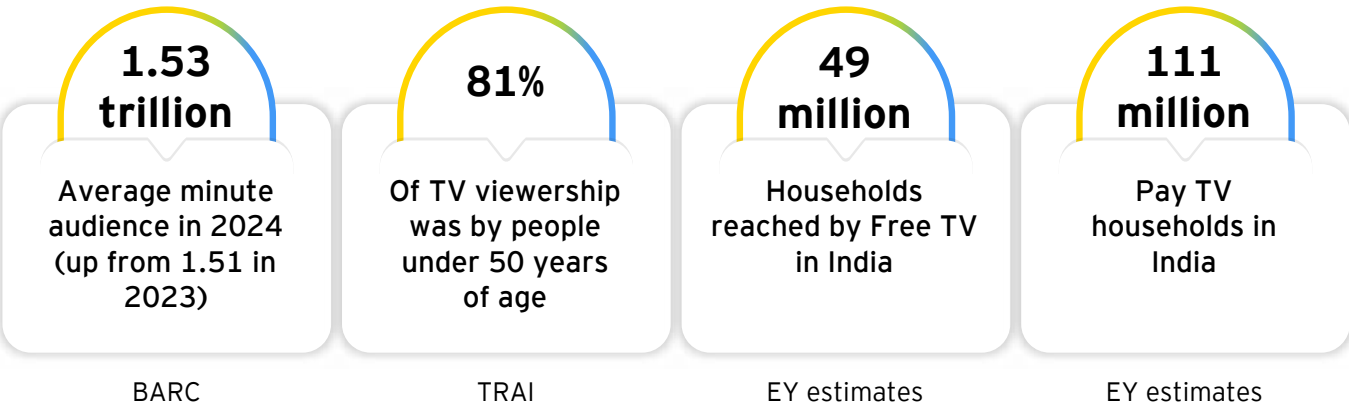 1.53
trillion
Average minute
audience in 2024
(up from 1.51 in
2023)
BARC
81%
Of TV viewership
was by people
under 50 years
of age
TRAI
49
million
Households
reached by Free TV
in India
EY estimates
111
million
Pay TV
households in
India
EY estimates